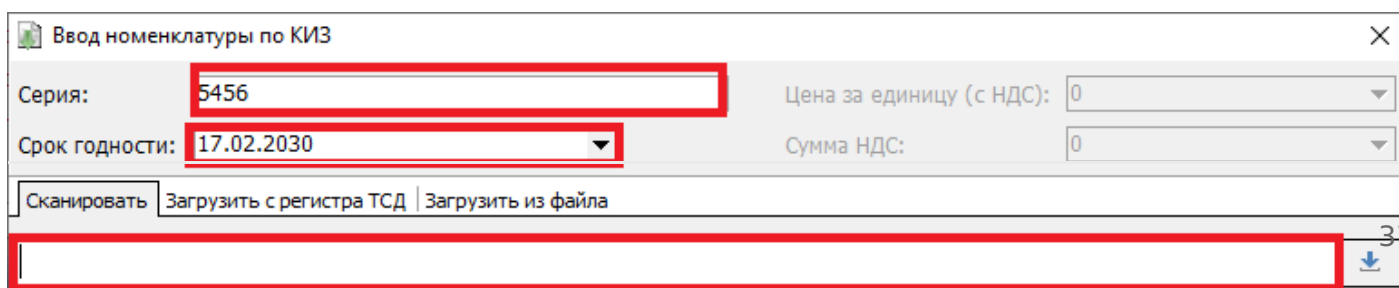 Ввод номенклатуры по КИЗ
Серия: 5456 Цена за единицу (с НДС): 0
Срок годности: 17.02.2030 Сумма НДС: 0
Сканировать Загрузить с регистра ТСД Загрузить из файла
3